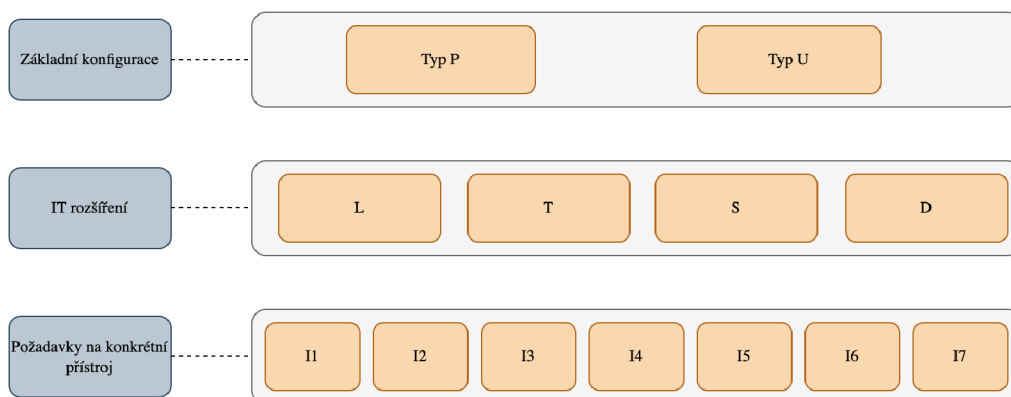 Základní konfigurace
Typ P
Typ U
IT rozšíření
L
T
S
D
Požadavky na konkrétní
přístroj
I1
I2
I3
I4
I5
I6
I7